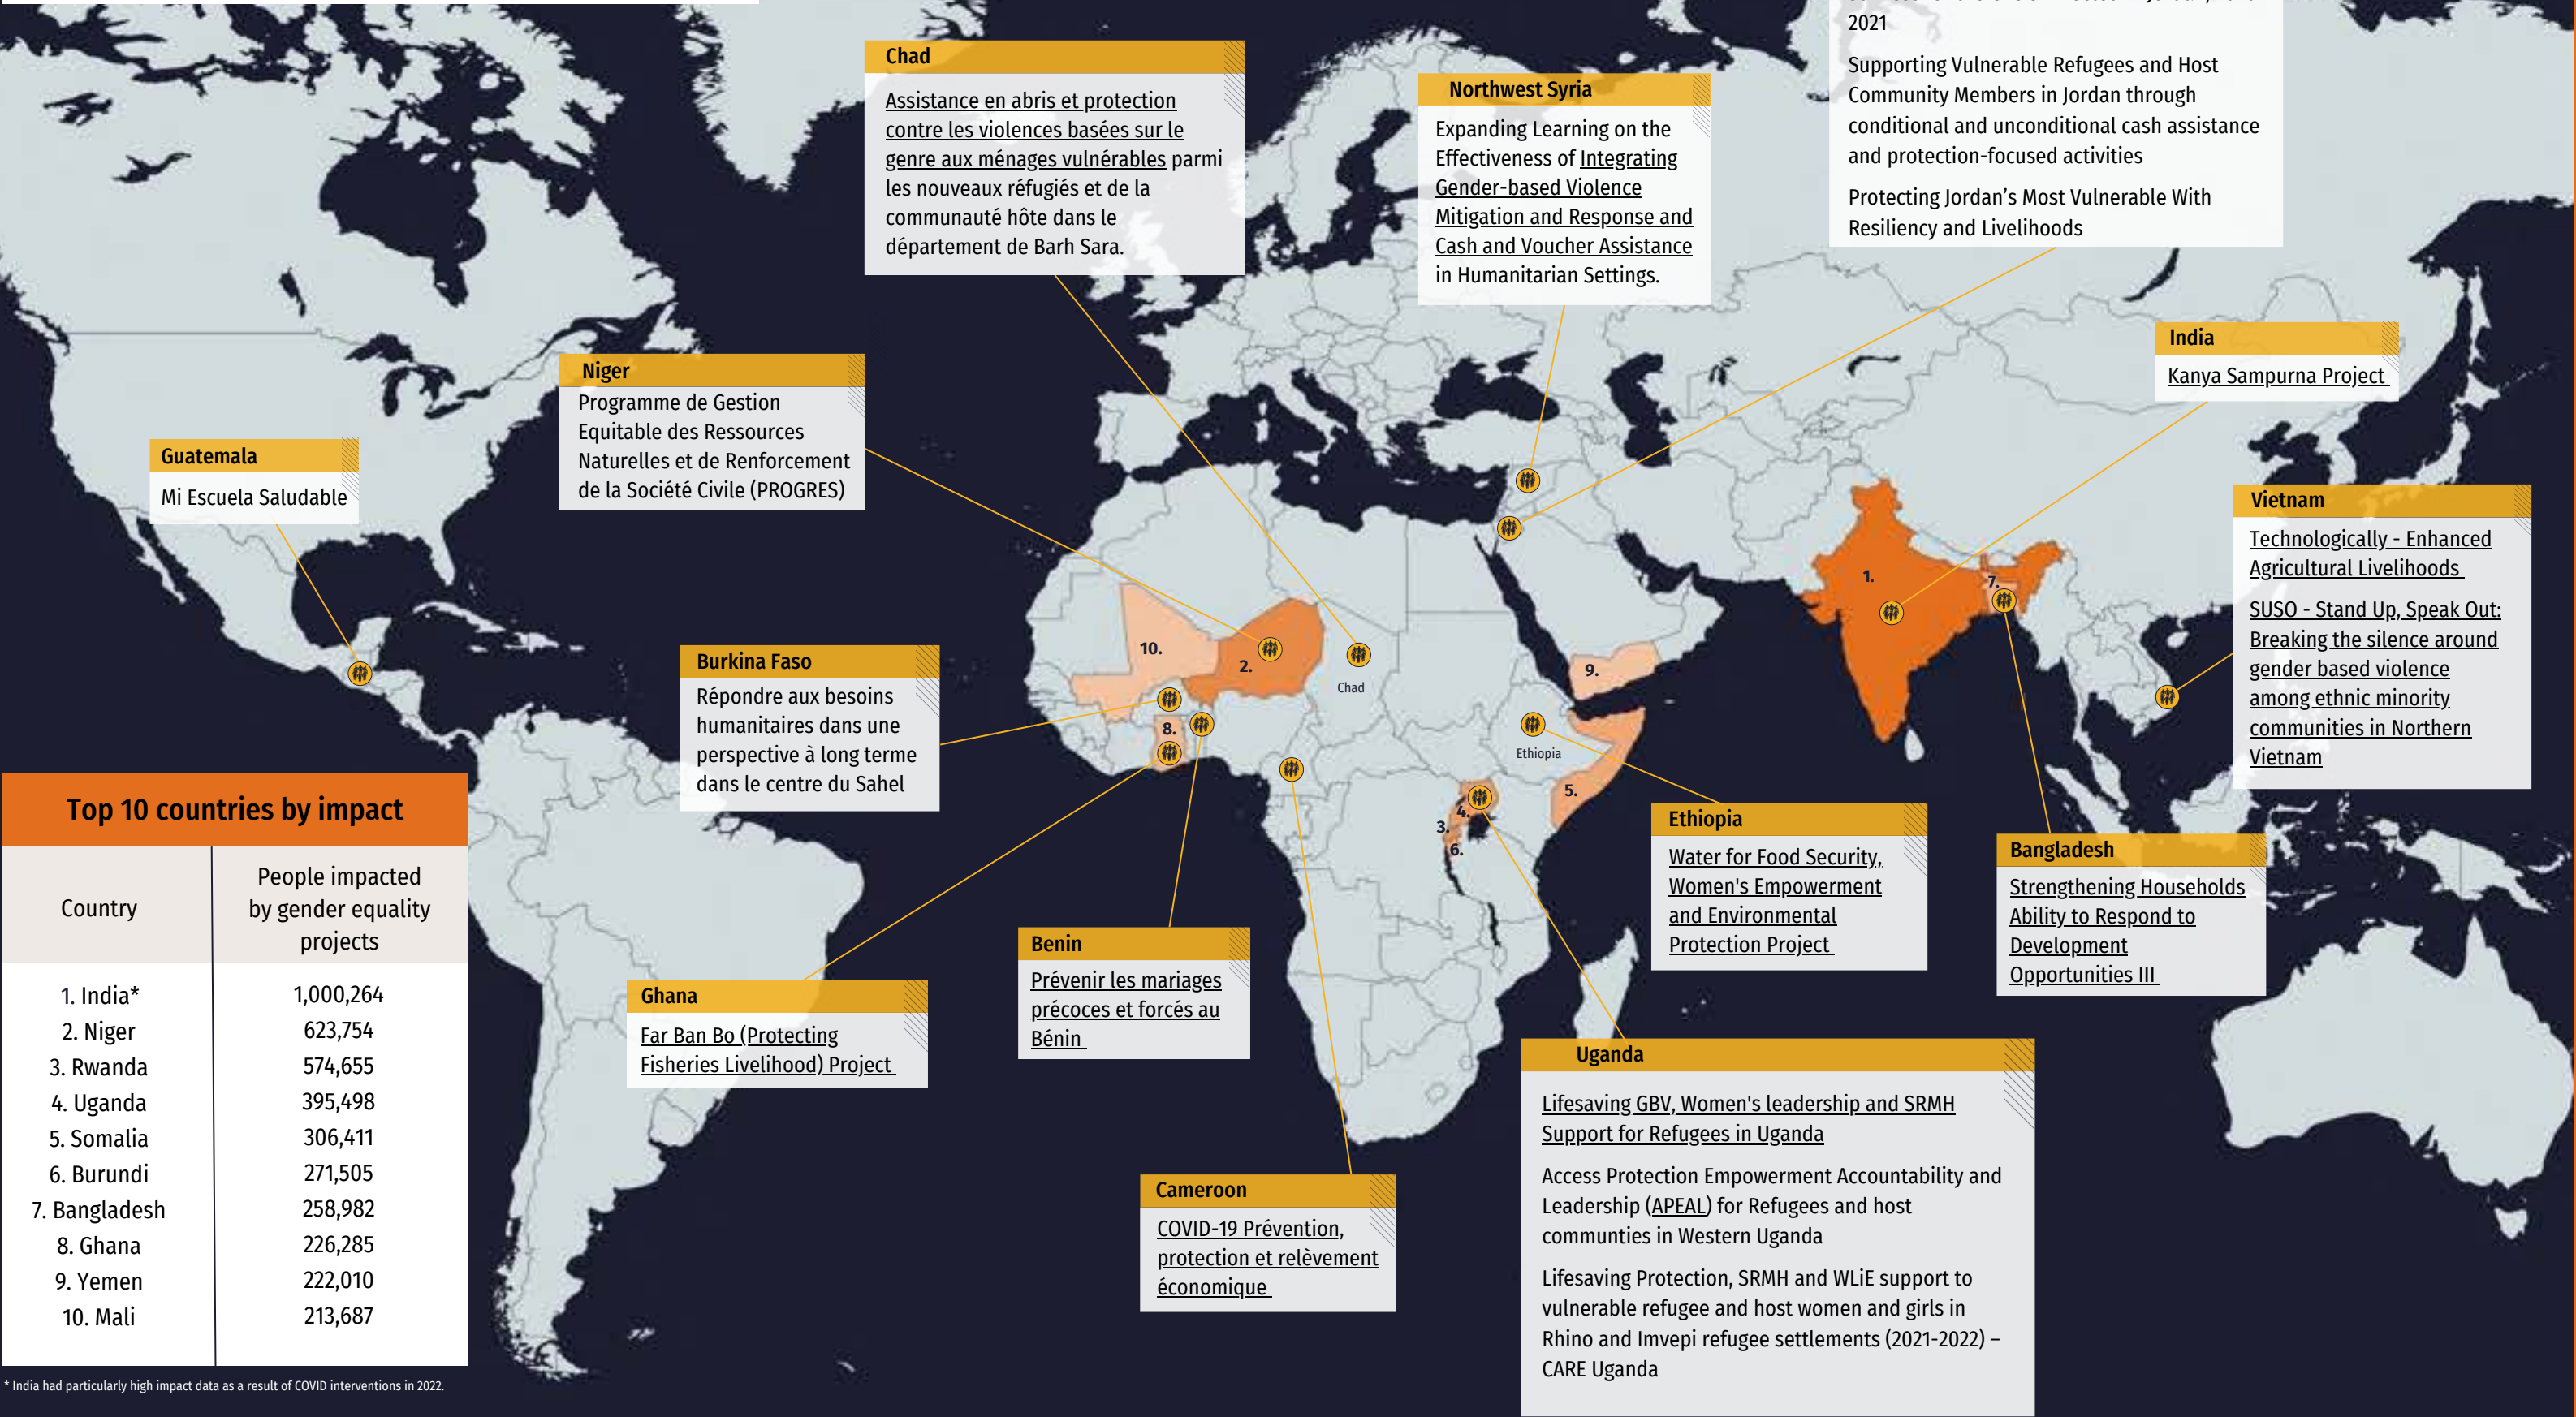 2021
Supporting Vulnerable Refugees and Host
Community Members in Jordan through
conditional and unconditional cash assistance
and protection-focused activities
Protecting Jordan's Most Vulnerable With
Resiliency and Livelihoods
Chad
Assistance en abris et protection
contre les violences basées sur le
genre aux ménages vulnérables parmi
les nouveaux réfugiés et de la
communauté hôte dans le
département de Barh Sara.
Northwest Syria
Expanding Learning on the
Effectiveness of Integrating
Gender-based Violence
Mitigation and Response and
Cash and Voucher Assistance
in Humanitarian Settings.
India
Kanya Sampurna Project
Niger
Programme de Gestion
Equitable des Ressources
Naturelles et de Renforcement
de la Société Civile (PROGRES)
Guatemala
Mi Escuela Saludable
Vietnam
Technologically - Enhanced
Agricultural Livelihoods
SUSO - Stand Up, Speak Out:
Breaking the silence around
gender based violence
among ethnic minority
communities in Northern
Vietnam
1.
7.
10.
2.
9.
Chad
8.
Ethiopia
5.
4.
3.
6.
Burkina Faso
Répondre aux besoins
humanitaires dans une
perspective à long terme
dans le centre du Sahel
Top 10 countries by impact
Country
People impacted
by gender equality
projects
1. India* 1,000,264
2. Niger 623,754
3. Rwanda 574,655
4. Uganda 395,498
5. Somalia 306,411
6. Burundi 271,505
7. Bangladesh 258,982
8. Ghana 226,285
9. Yemen 222,010
10. Mali 213,687
* India had particularly high impact data as a result of COVID interventions in 2022.
Ethiopia
Water for Food Security,
Women's Empowerment
and Environmental
Protection Project
Bangladesh
Strengthening Households
Ability to Respond to
Development
Opportunities III
Benin
Prévenir les mariages
précoces et forcés au
Bénin
Ghana
Far Ban Bo (Protecting
Fisheries Livelihood) Project
Uganda
Lifesaving GBV, Women's leadership and SRMH
Support for Refugees in Uganda
Access Protection Empowerment Accountability and
Leadership (APEAL) for Refugees and host
communties in Western Uganda
Lifesaving Protection, SRMH and WLiE support to
vulnerable refugee and host women and girls in
Rhino and Imvepi refugee settlements (2021-2022) –
CARE Uganda
Cameroon
COVID-19 Prévention,
protection et relèvement
économique